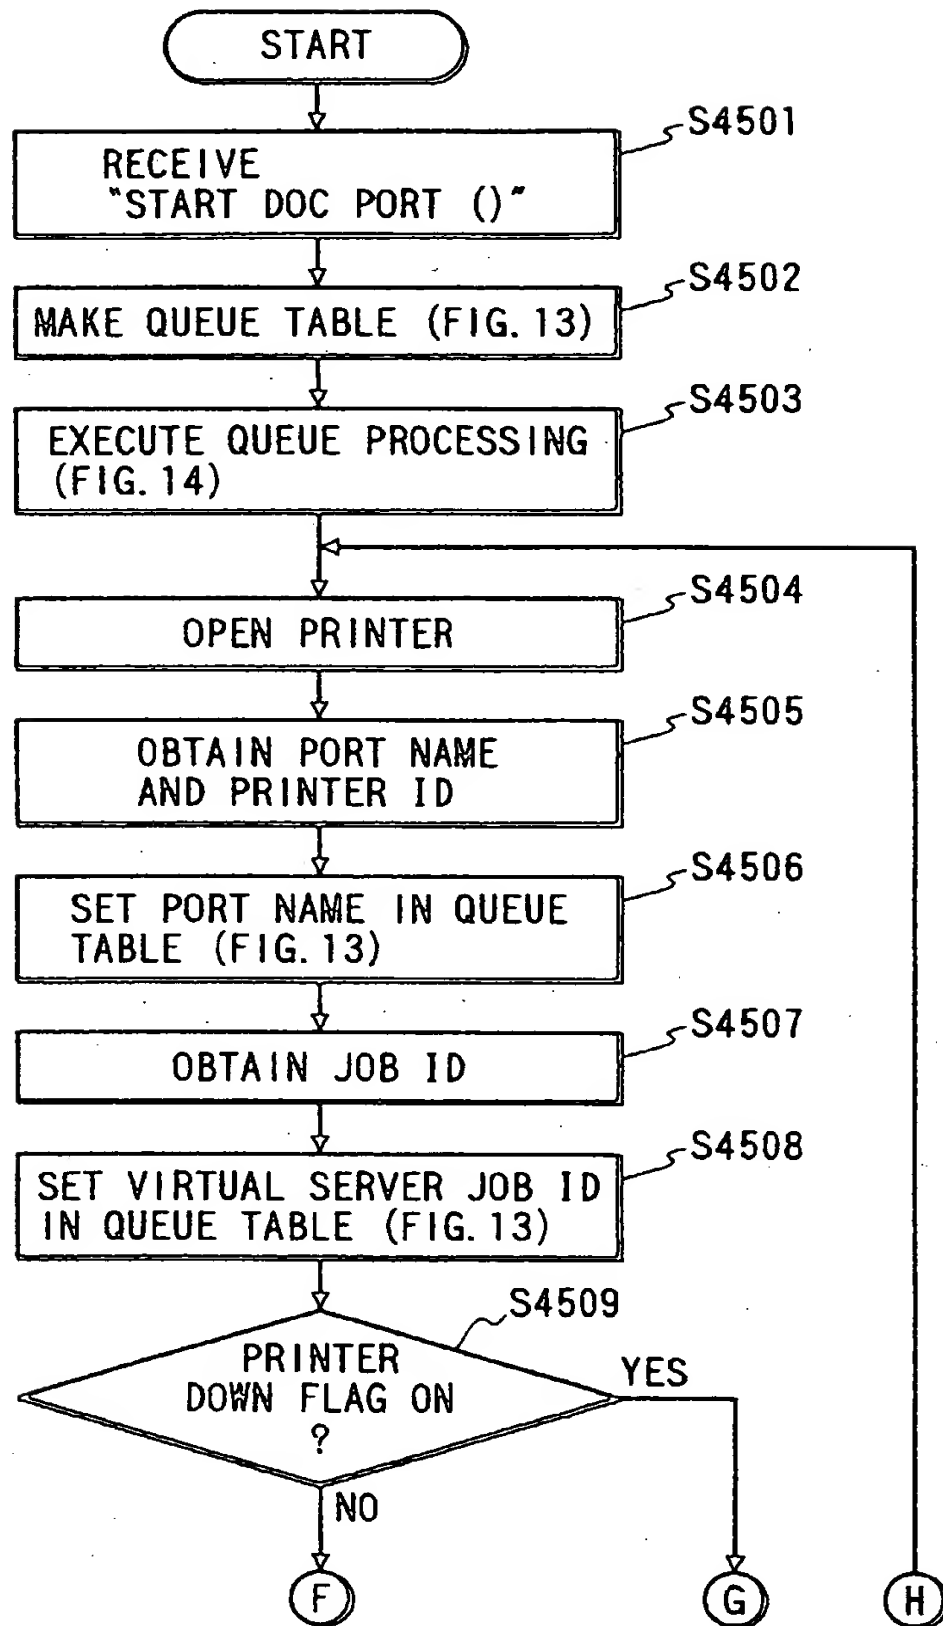 START
S4501
RECEIVE
"START DOC PORT ()"
S4502
MAKE QUEUE TABLE (FIG. 13)
S4503
EXECUTE QUEUE PROCESSING
(FIG. 14)
S4504
OPEN PRINTER
S4505
OBTAIN PORT NAME
AND PRINTER ID
S4506
SET PORT NAME IN QUEUE
TABLE (FIG. 13)
S4507
OBTAIN JOB ID
S4508
SET VIRTUAL SERVER JOB ID
IN QUEUE TABLE (FIG. 13)
S4509
PRINTER
DOWN FLAG ON
?
YES
NO
F
G
H